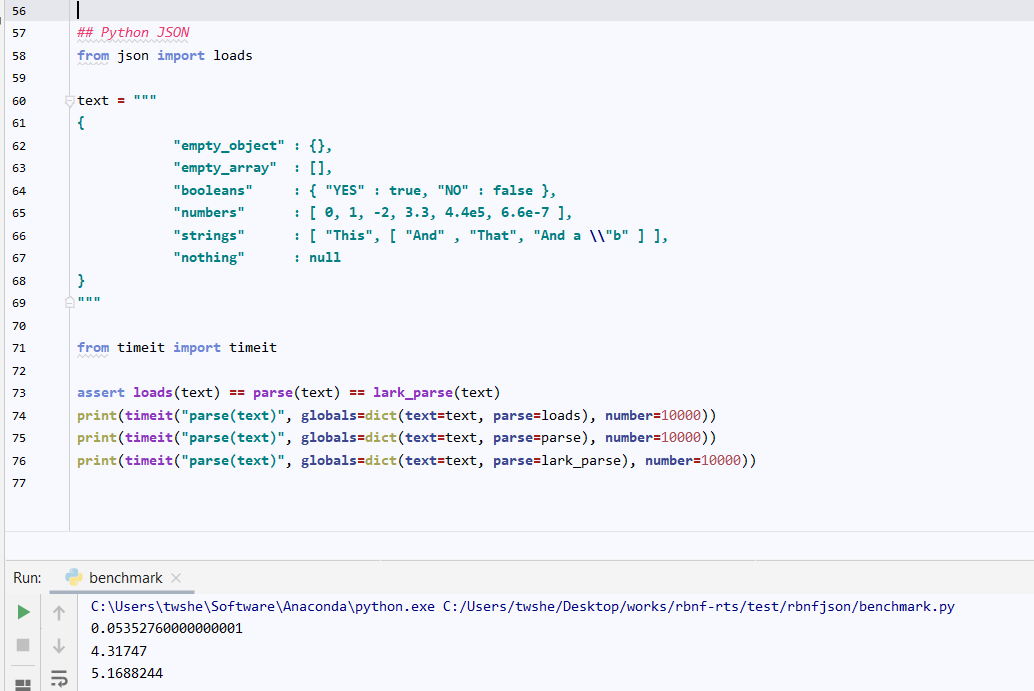 56
57 ## Python JSON
58 from json import loads
59
60 text = """
61 {
62 "empty_object" : {},
63 "empty_array" : [],
64 "booleans" : { "YES" : true, "NO" : false },
65 "numbers" : [ 0, 1, -2, 3.3, 4.4e5, 6.6e-7 ],
66 "strings" : [ "This", [ "And" , "That", "And a \\"b" ] ],
67 "nothing" : null
68 }
69 """
70
71 from timeit import timeit
72
73 assert loads(text) == parse(text) == lark_parse(text)
74 print(timeit("parse(text)", globals=dict(text=text, parse=loads), number=10000))
75 print(timeit("parse(text)", globals=dict(text=text, parse=parse), number=10000))
76 print(timeit("parse(text)", globals=dict(text=text, parse=lark_parse), number=10000))
77
Run: benchmark
C:\Users\twshe\Software\Anaconda\python.exe C:/Users/twshe/Desktop/works/rbnf-rts/test/rbnfjson/benchmark.py
0.05352760000000001
4.31747
5.1688244